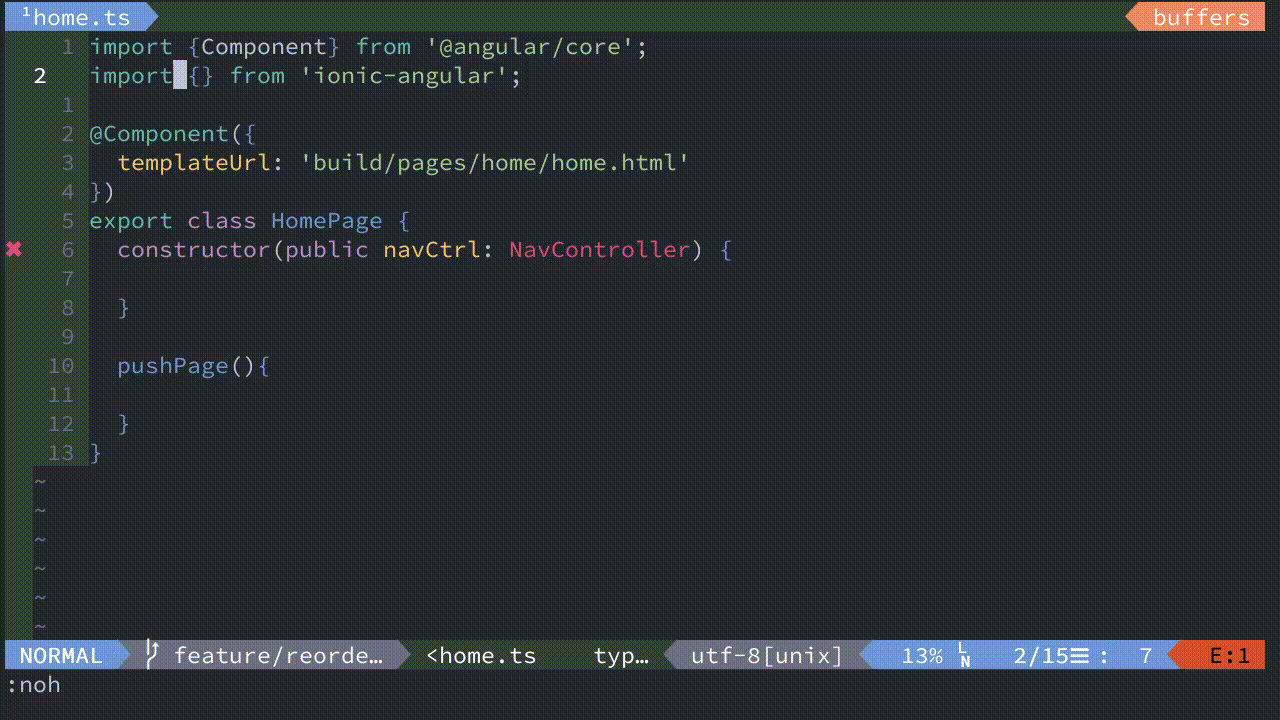 ¹home.ts buffers
1 import {Component} from '@angular/core';
2 import {} from 'ionic-angular';
1
2 @Component({
3 templateUrl: 'build/pages/home/home.html'
4 })
5 export class HomePage {
✖ 6 constructor(public navCtrl: NavController) {
7
8 }
9
10 pushPage(){
11
12 }
13 }
~
~
~
~
~
~
NORMAL feature/reorde… <home.ts typ… utf-8[unix] 13% LN 2/15☰ : 7 E:1
:noh